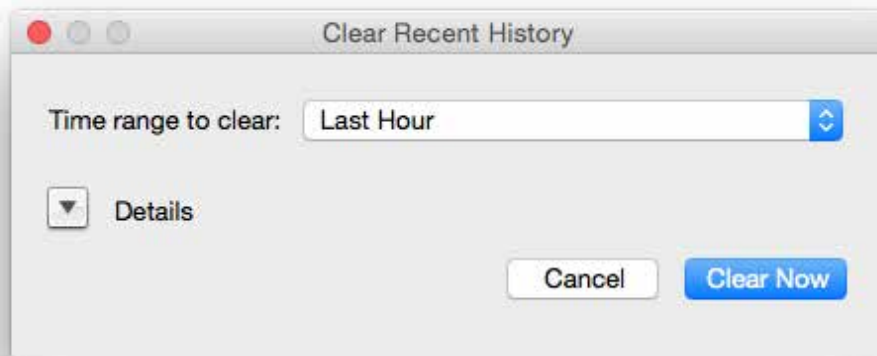 Clear Recent History
Time range to clear: Last Hour
Details
Cancel Clear Now